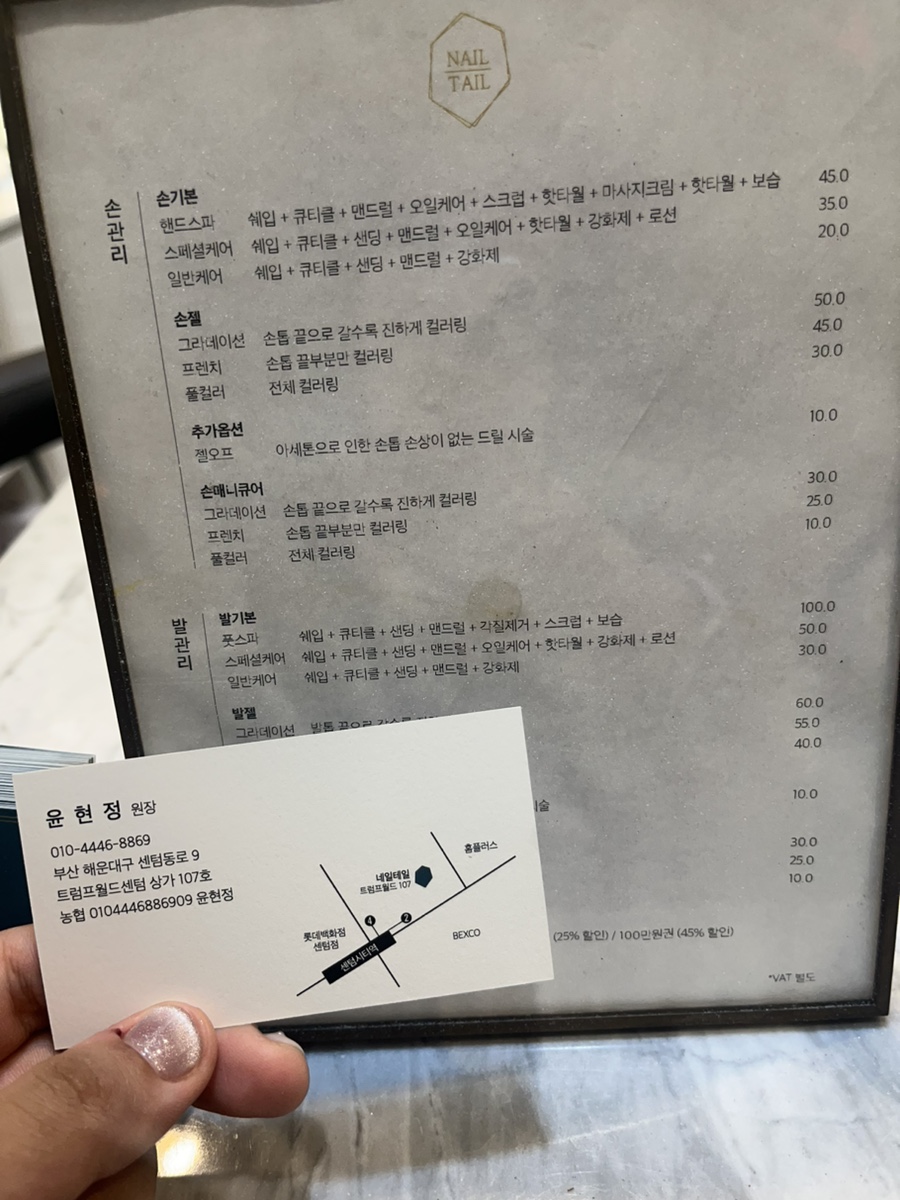 NAIL
TAIL
손관리
손기본
핸드스파 쉐입 + 큐티클 + 맨드럴 + 오일케어 + 스크럽 + 핫타월 + 마사지크림 + 핫타월 + 보습 45.0
스페셜케어 쉐입 + 큐티클 + 샌딩 + 맨드럴 + 오일케어 + 핫타월 + 강화제 + 로션 35.0
일반케어 쉐입 + 큐티클 + 샌딩 + 맨드럴 + 강화제 20.0
손젤
그라데이션 손톱 끝으로 갈수록 진하게 컬러링 50.0
프렌치 손톱 끝부분만 컬러링 45.0
풀컬러 전체 컬러링 30.0
추가옵션
젤오프 아세톤으로 인한 손톱 손상이 없는 드릴 시술 10.0
손매니큐어
그라데이션 손톱 끝으로 갈수록 진하게 컬러링 30.0
프렌치 손톱 끝부분만 컬러링 25.0
풀컬러 전체 컬러링 10.0
발관리
발기본
풋스파 쉐입 + 큐티클 + 샌딩 + 맨드럴 + 각질제거 + 스크럽 + 보습 100.0
스페셜케어 쉐입 + 큐티클 + 샌딩 + 맨드럴 + 오일케어 + 핫타월 + 강화제 + 로션 50.0
일반케어 쉐입 + 큐티클 + 샌딩 + 맨드럴 + 강화제 30.0
발젤
그라데이션 발톱 끝으로 갈수록 60.0
55.0
40.0
술 10.0
30.0
25.0
10.0
(25% 할인) / 100만원권 (45% 할인)
*VAT 별도
윤현정 원장
010-4446-8869
부산 해운대구 센텀동로 9
트럼프월드센텀 상가 107호
농협 0104446886909 윤현정
홈플러스
네일테일
트럼프월드 107
4
2
롯데백화점
센텀점
센텀시티역
BEXCO